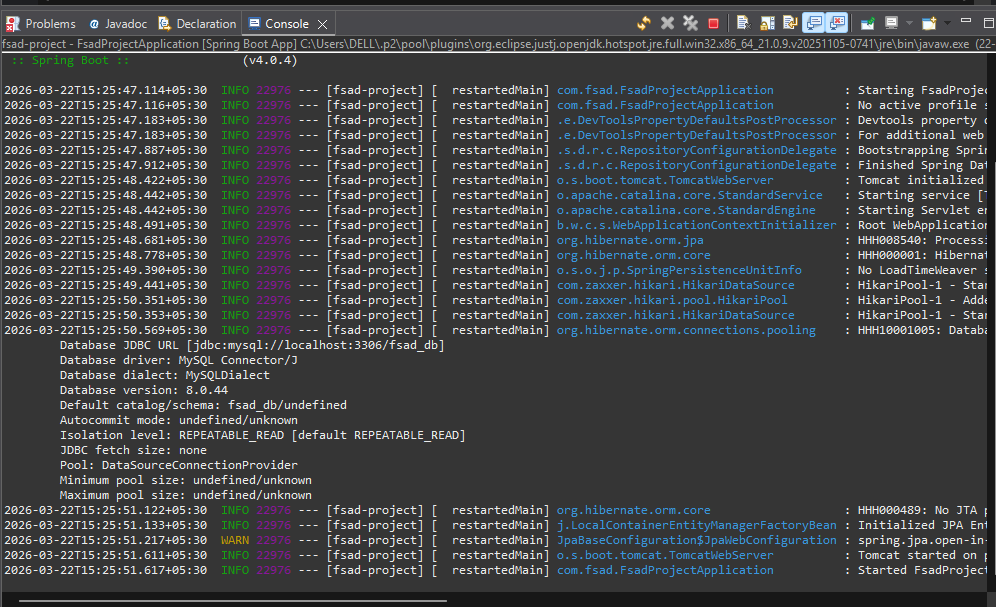 Problems Javadoc Declaration Console
fsad-project - FsadProjectApplication [Spring Boot App] C:\Users\DELL\.p2\pool\plugins\org.eclipse.justj.openjdk.hotspot.jre.full.win32.x86_64_21.0.9.v20251105-0741\jre\bin\javaw.exe (22-
:: Spring Boot :: (v4.0.4)
2026-03-22T15:25:47.114+05:30 INFO 22976 --- [fsad-project] [ restartedMain] com.fsad.FsadProjectApplication : Starting FsadProjec
2026-03-22T15:25:47.116+05:30 INFO 22976 --- [fsad-project] [ restartedMain] com.fsad.FsadProjectApplication : No active profile s
2026-03-22T15:25:47.183+05:30 INFO 22976 --- [fsad-project] [ restartedMain] .e.DevToolsPropertyDefaultsPostProcessor : Devtools property d
2026-03-22T15:25:47.183+05:30 INFO 22976 --- [fsad-project] [ restartedMain] .e.DevToolsPropertyDefaultsPostProcessor : For additional web
2026-03-22T15:25:47.887+05:30 INFO 22976 --- [fsad-project] [ restartedMain] .s.d.r.c.RepositoryConfigurationDelegate : Bootstrapping Sprin
2026-03-22T15:25:47.912+05:30 INFO 22976 --- [fsad-project] [ restartedMain] .s.d.r.c.RepositoryConfigurationDelegate : Finished Spring Dat
2026-03-22T15:25:48.422+05:30 INFO 22976 --- [fsad-project] [ restartedMain] o.s.boot.tomcat.TomcatWebServer : Tomcat initialized
2026-03-22T15:25:48.442+05:30 INFO 22976 --- [fsad-project] [ restartedMain] o.apache.catalina.core.StandardService : Starting service [
2026-03-22T15:25:48.442+05:30 INFO 22976 --- [fsad-project] [ restartedMain] o.apache.catalina.core.StandardEngine : Starting Servlet en
2026-03-22T15:25:48.491+05:30 INFO 22976 --- [fsad-project] [ restartedMain] b.w.c.s.WebApplicationContextInitializer : Root WebApplication
2026-03-22T15:25:48.681+05:30 INFO 22976 --- [fsad-project] [ restartedMain] org.hibernate.orm.jpa : HHH008540: Processi
2026-03-22T15:25:48.778+05:30 INFO 22976 --- [fsad-project] [ restartedMain] org.hibernate.orm.core : HHH000001: Hibernat
2026-03-22T15:25:49.390+05:30 INFO 22976 --- [fsad-project] [ restartedMain] o.s.o.j.p.SpringPersistenceUnitInfo : No LoadTimeWeaver s
2026-03-22T15:25:49.441+05:30 INFO 22976 --- [fsad-project] [ restartedMain] com.zaxxer.hikari.HikariDataSource : HikariPool-1 - Star
2026-03-22T15:25:50.351+05:30 INFO 22976 --- [fsad-project] [ restartedMain] com.zaxxer.hikari.pool.HikariPool : HikariPool-1 - Adde
2026-03-22T15:25:50.353+05:30 INFO 22976 --- [fsad-project] [ restartedMain] com.zaxxer.hikari.HikariDataSource : HikariPool-1 - Star
2026-03-22T15:25:50.569+05:30 INFO 22976 --- [fsad-project] [ restartedMain] org.hibernate.orm.connections.pooling : HHH10001005: Databa
Database JDBC URL [jdbc:mysql://localhost:3306/fsad_db]
Database driver: MySQL Connector/J
Database dialect: MySQLDialect
Database version: 8.0.44
Default catalog/schema: fsad_db/undefined
Autocommit mode: undefined/unknown
Isolation level: REPEATABLE_READ [default REPEATABLE_READ]
JDBC fetch size: none
Pool: DataSourceConnectionProvider
Minimum pool size: undefined/unknown
Maximum pool size: undefined/unknown
2026-03-22T15:25:51.122+05:30 INFO 22976 --- [fsad-project] [ restartedMain] org.hibernate.orm.core : HHH000489: No JTA p
2026-03-22T15:25:51.133+05:30 INFO 22976 --- [fsad-project] [ restartedMain] j.LocalContainerEntityManagerFactoryBean : Initialized JPA Ent
2026-03-22T15:25:51.217+05:30 WARN 22976 --- [fsad-project] [ restartedMain] JpaBaseConfiguration$JpaWebConfiguration : spring.jpa.open-in-
2026-03-22T15:25:51.611+05:30 INFO 22976 --- [fsad-project] [ restartedMain] o.s.boot.tomcat.TomcatWebServer : Tomcat started on p
2026-03-22T15:25:51.617+05:30 INFO 22976 --- [fsad-project] [ restartedMain] com.fsad.FsadProjectApplication : Started FsadProject